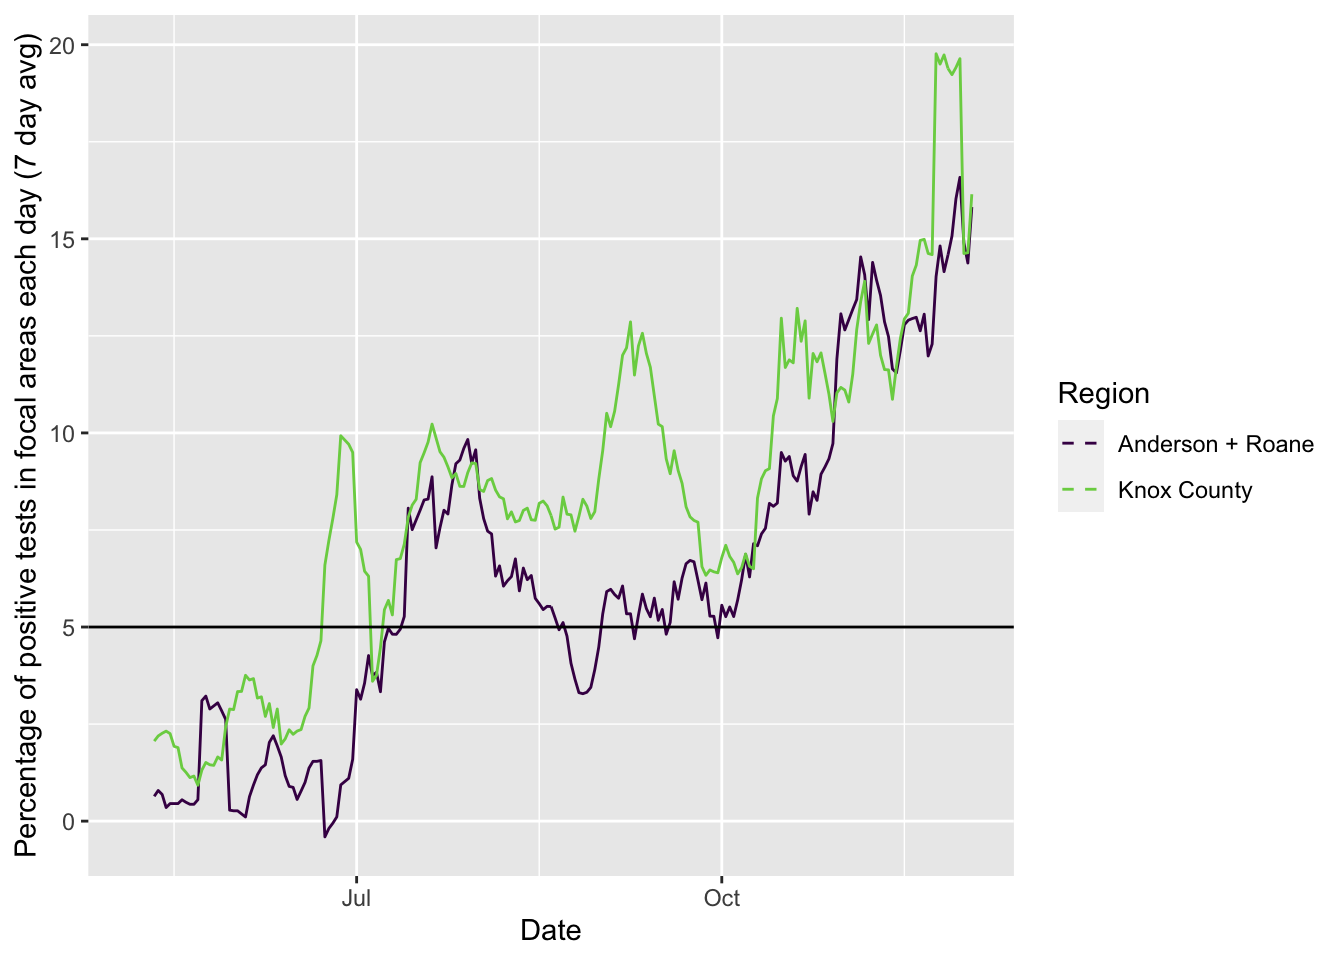 Percentage of positive tests in focal areas each day (7 day avg)
20
15
10
5
0
Jul
Oct
Date
Region
Anderson + Roane
Knox County